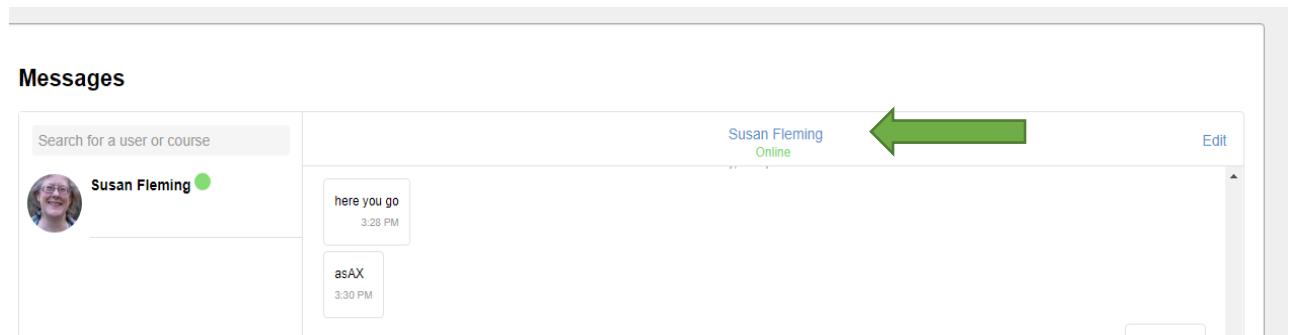 Messages
Search for a user or course
Susan Fleming
Susan Fleming
Online
Edit
here you go
3:28 PM
asAX
3:30 PM